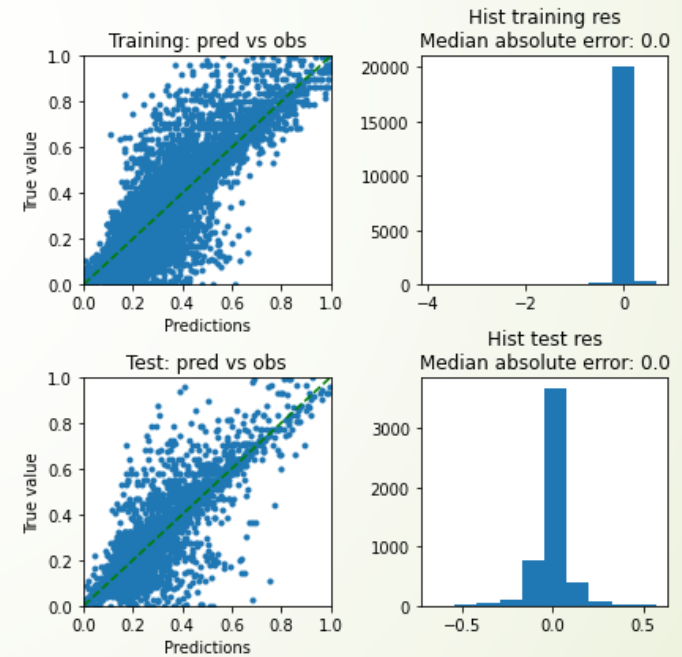 Training: pred vs obs
1.0
0.8
0.6
0.4
0.2
0.0
True value
0.0 0.2 0.4 0.6 0.8 1.0
Predictions
Hist training res
Median absolute error: 0.0
20000
15000
10000
5000
0
−4 −2 0
Test: pred vs obs
1.0
0.8
0.6
0.4
0.2
0.0
True value
0.0 0.2 0.4 0.6 0.8 1.0
Predictions
Hist test res
Median absolute error: 0.0
3000
2000
1000
0
−0.5 0.0 0.5